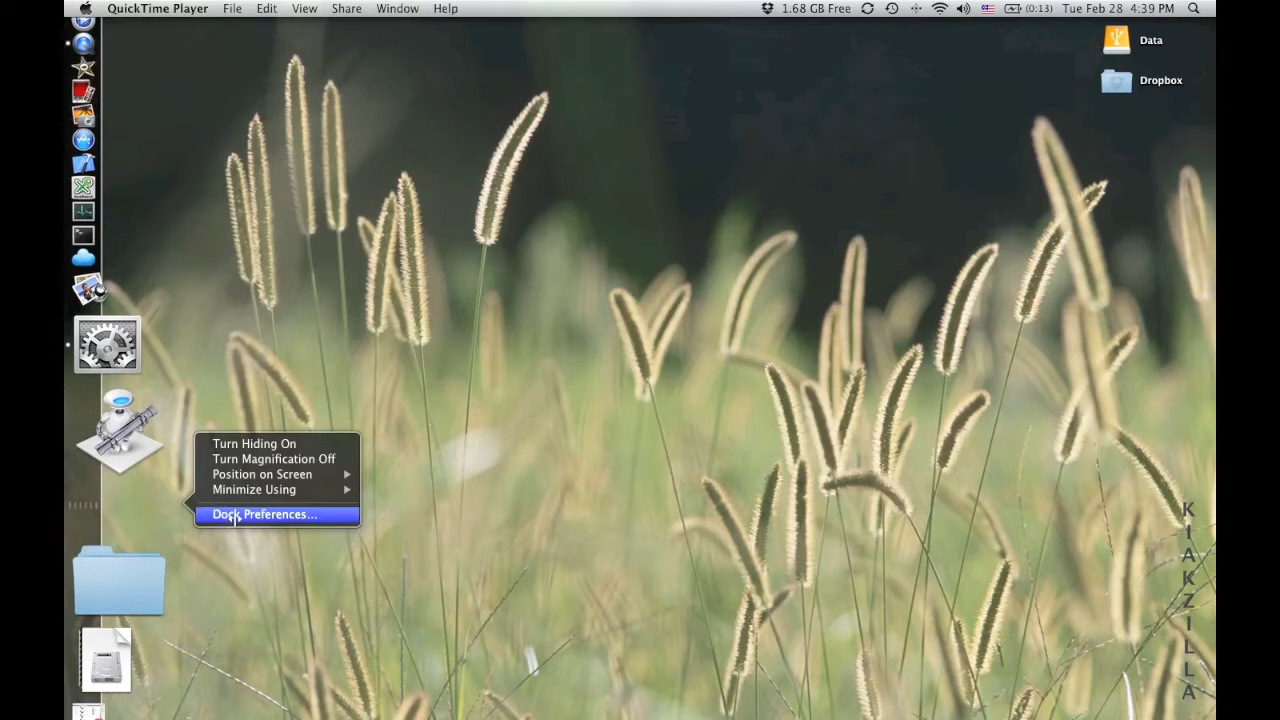 QuickTime Player File Edit View Share Window Help 1.68 GB Free (0:13) Tue Feb 28 4:39 PM
Data
Dropbox
Turn Hiding On
Turn Magnification Off
Position on Screen
Minimize Using
Dock Preferences...
KIAKZILLA